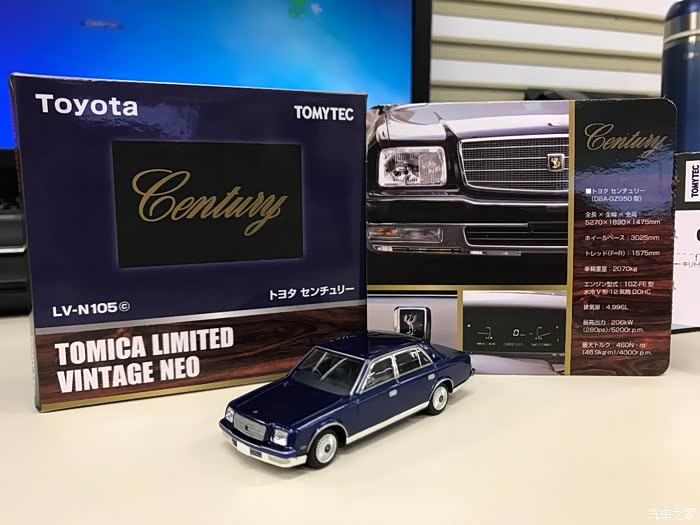 Toyota
TOMYTEC
Century
トヨタ センチュリー
LV-N105ⓒ
TOMICA LIMITED
VINTAGE NEO
Century
■トヨタ センチュリー
(DBA-GZG50型)
全長×全幅×全高:
5270×1890×1475mm
ホイールベース:3025mm
トレッド(F=R):1575mm
車輌重量:2070kg
エンジン型式:1GZ-FE型
水冷V型12気筒DOHC
排気量:4,996L
最高出力:206kW
(280ps)/5200r.p.m.
最大トルク:460N・m
(46.9kg-m)/4000r.p.m.
TOMYTEC
汽车之家